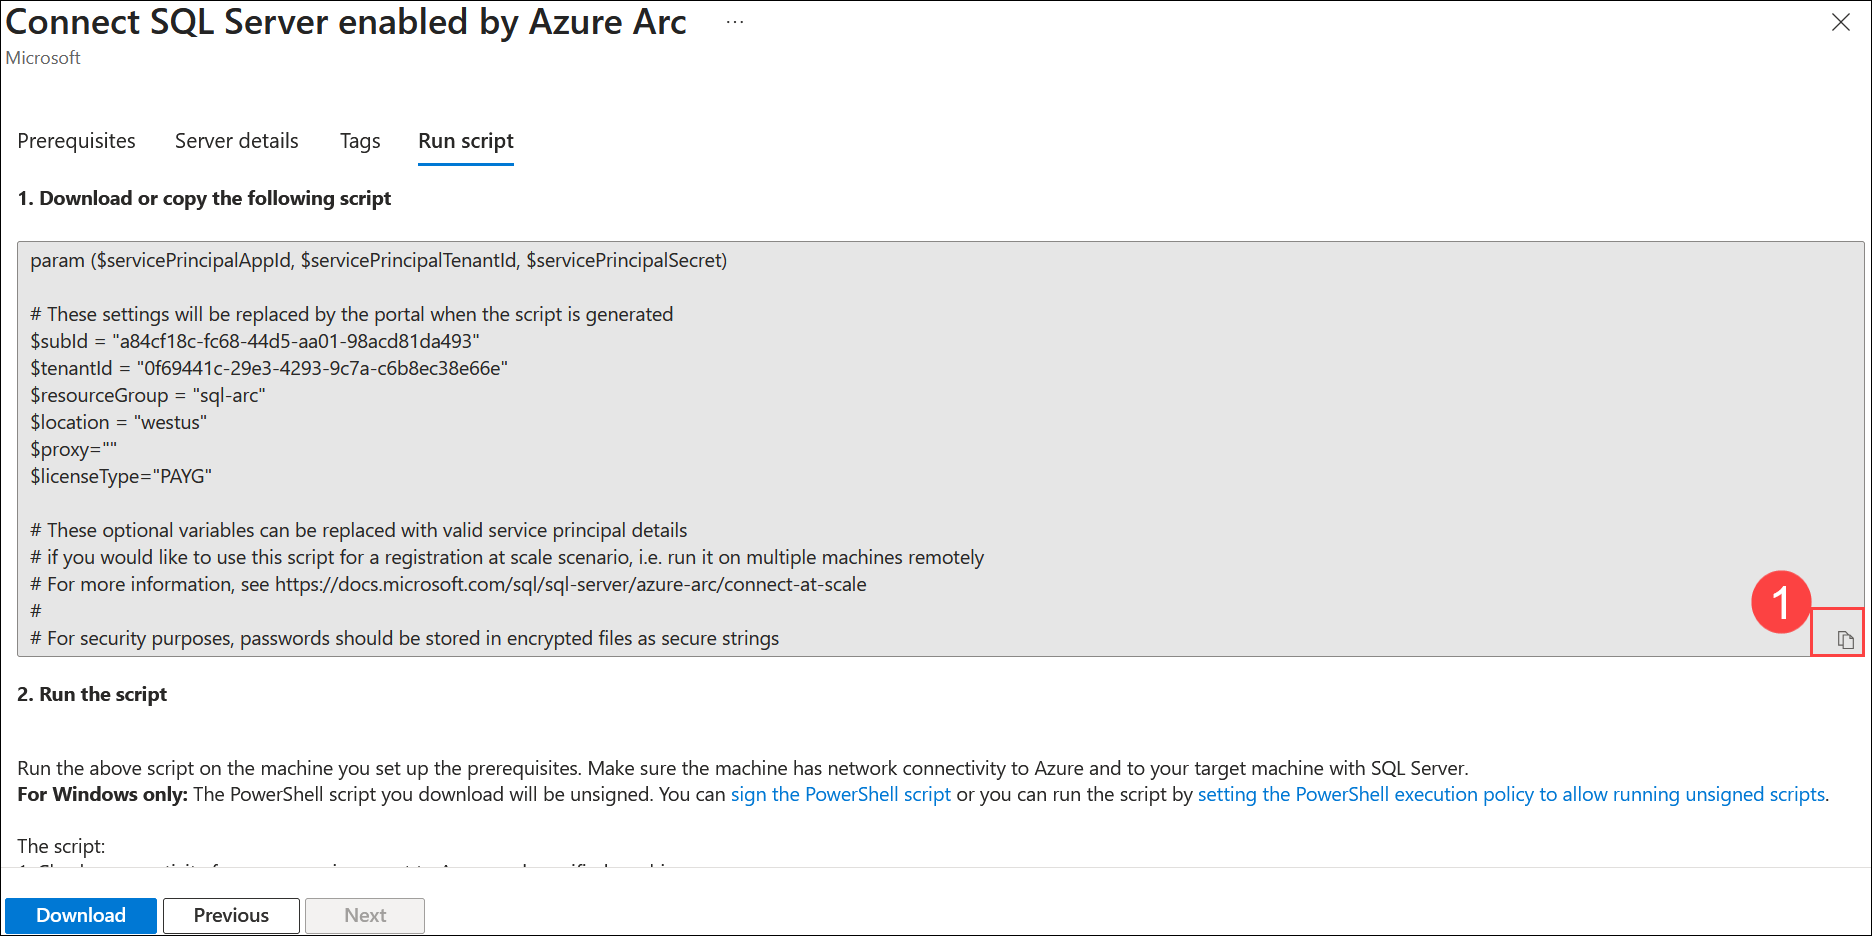 Connect SQL Server enabled by Azure Arc ...
Microsoft
Prerequisites Server details Tags Run script
1. Download or copy the following script
param ($servicePrincipalAppId, $servicePrincipalTenantId, $servicePrincipalSecret)
# These settings will be replaced by the portal when the script is generated
$subId = "a84cf18c-fc68-44d5-aa01-98acd81da493"
$tenantId = "0f69441c-29e3-4293-9c7a-c6b8ec38e66e"
$resourceGroup = "sql-arc"
$location = "westus"
$proxy=""
$licenseType="PAYG"
# These optional variables can be replaced with valid service principal details
# if you would like to use this script for a registration at scale scenario, i.e. run it on multiple machines remotely
# For more information, see https://docs.microsoft.com/sql/sql-server/azure-arc/connect-at-scale
#
# For security purposes, passwords should be stored in encrypted files as secure strings
1
2. Run the script
Run the above script on the machine you set up the prerequisites. Make sure the machine has network connectivity to Azure and to your target machine with SQL Server.
For Windows only: The PowerShell script you download will be unsigned. You can sign the PowerShell script or you can run the script by setting the PowerShell execution policy to allow running unsigned scripts.
The script:
Download Previous Next